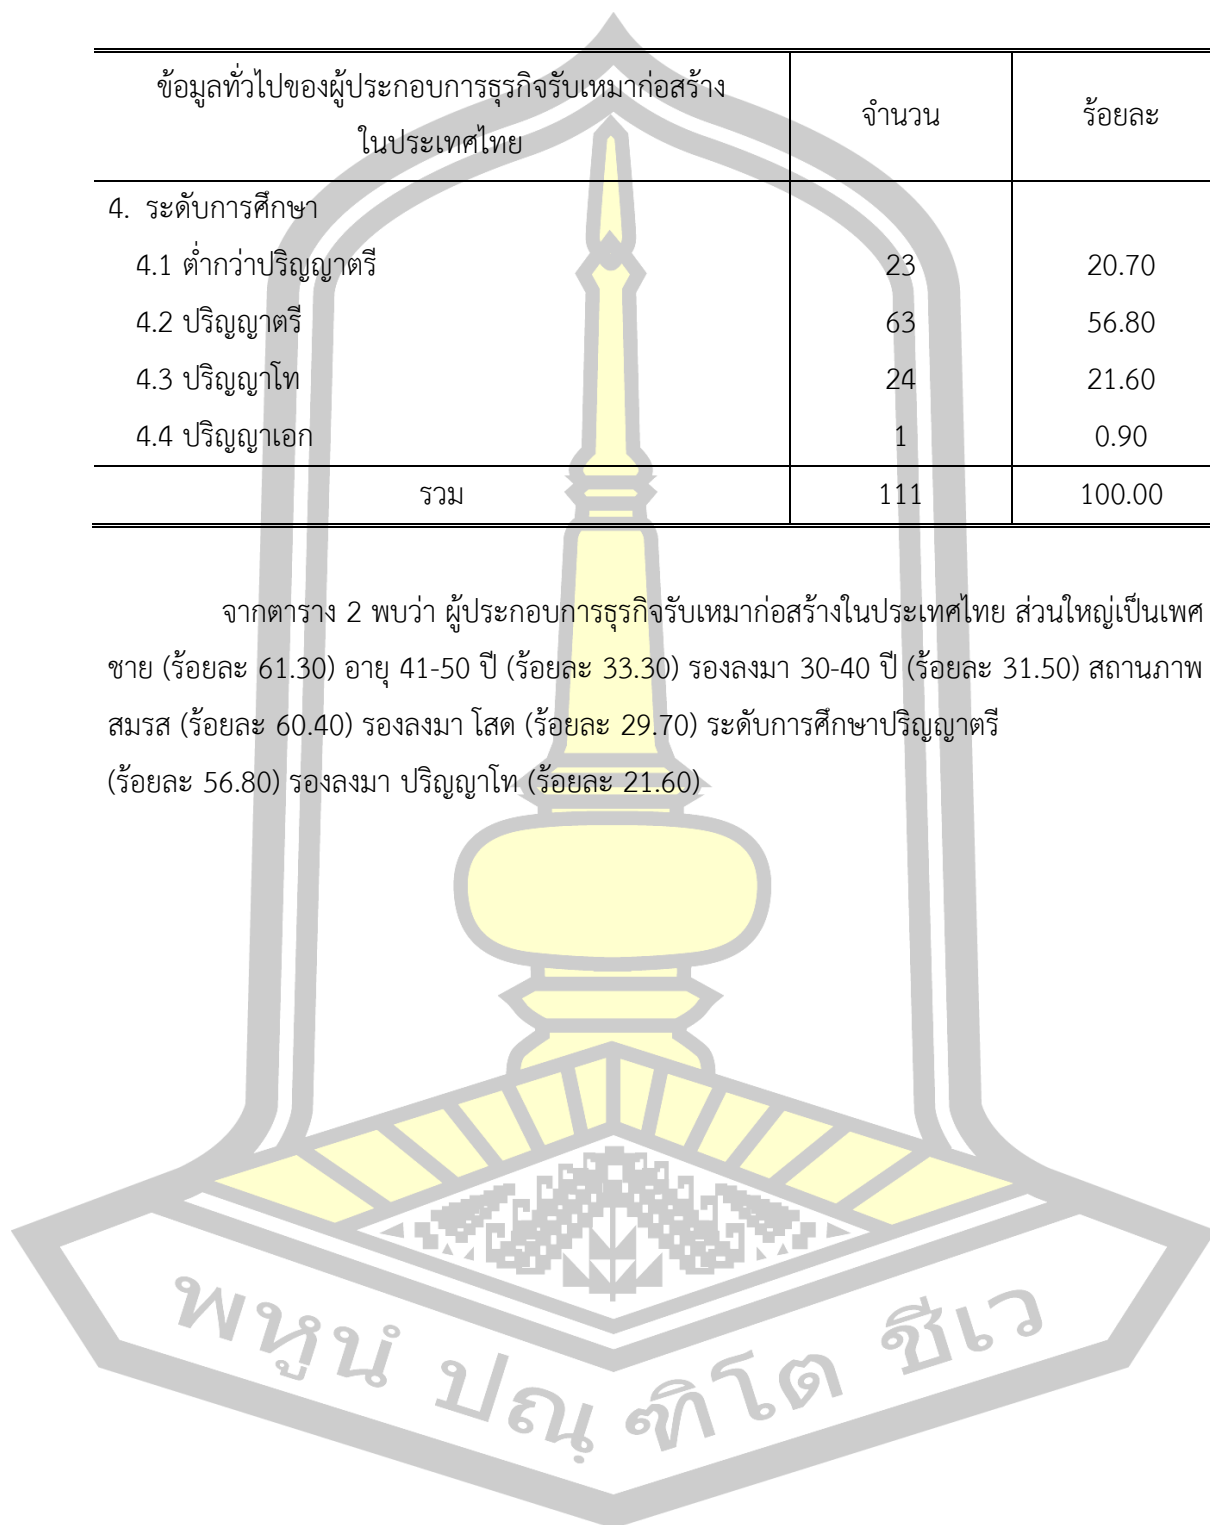 ข้อมูลทั่วไปของผู้ประกอบการธุรกิจรับเหมาก่อสร้าง
ในประเทศไทย
จำนวน
ร้อยละ
4. ระดับการศึกษา
4.1 ต่ำกว่าปริญญาตรี 23 20.70
4.2 ปริญญาตรี 63 56.80
4.3 ปริญญาโท 24 21.60
4.4 ปริญญาเอก 1 0.90
รวม 111 100.00
จากตาราง 2 พบว่า ผู้ประกอบการธุรกิจรับเหมาก่อสร้างในประเทศไทย ส่วนใหญ่เป็นเพศ
ชาย (ร้อยละ 61.30) อายุ 41-50 ปี (ร้อยละ 33.30) รองลงมา 30-40 ปี (ร้อยละ 31.50) สถานภาพ
สมรส (ร้อยละ 60.40) รองลงมา โสด (ร้อยละ 29.70) ระดับการศึกษาปริญญาตรี
(ร้อยละ 56.80) รองลงมา ปริญญาโท (ร้อยละ 21.60)
พหูนํ ปณฺฑิโต ชีเว